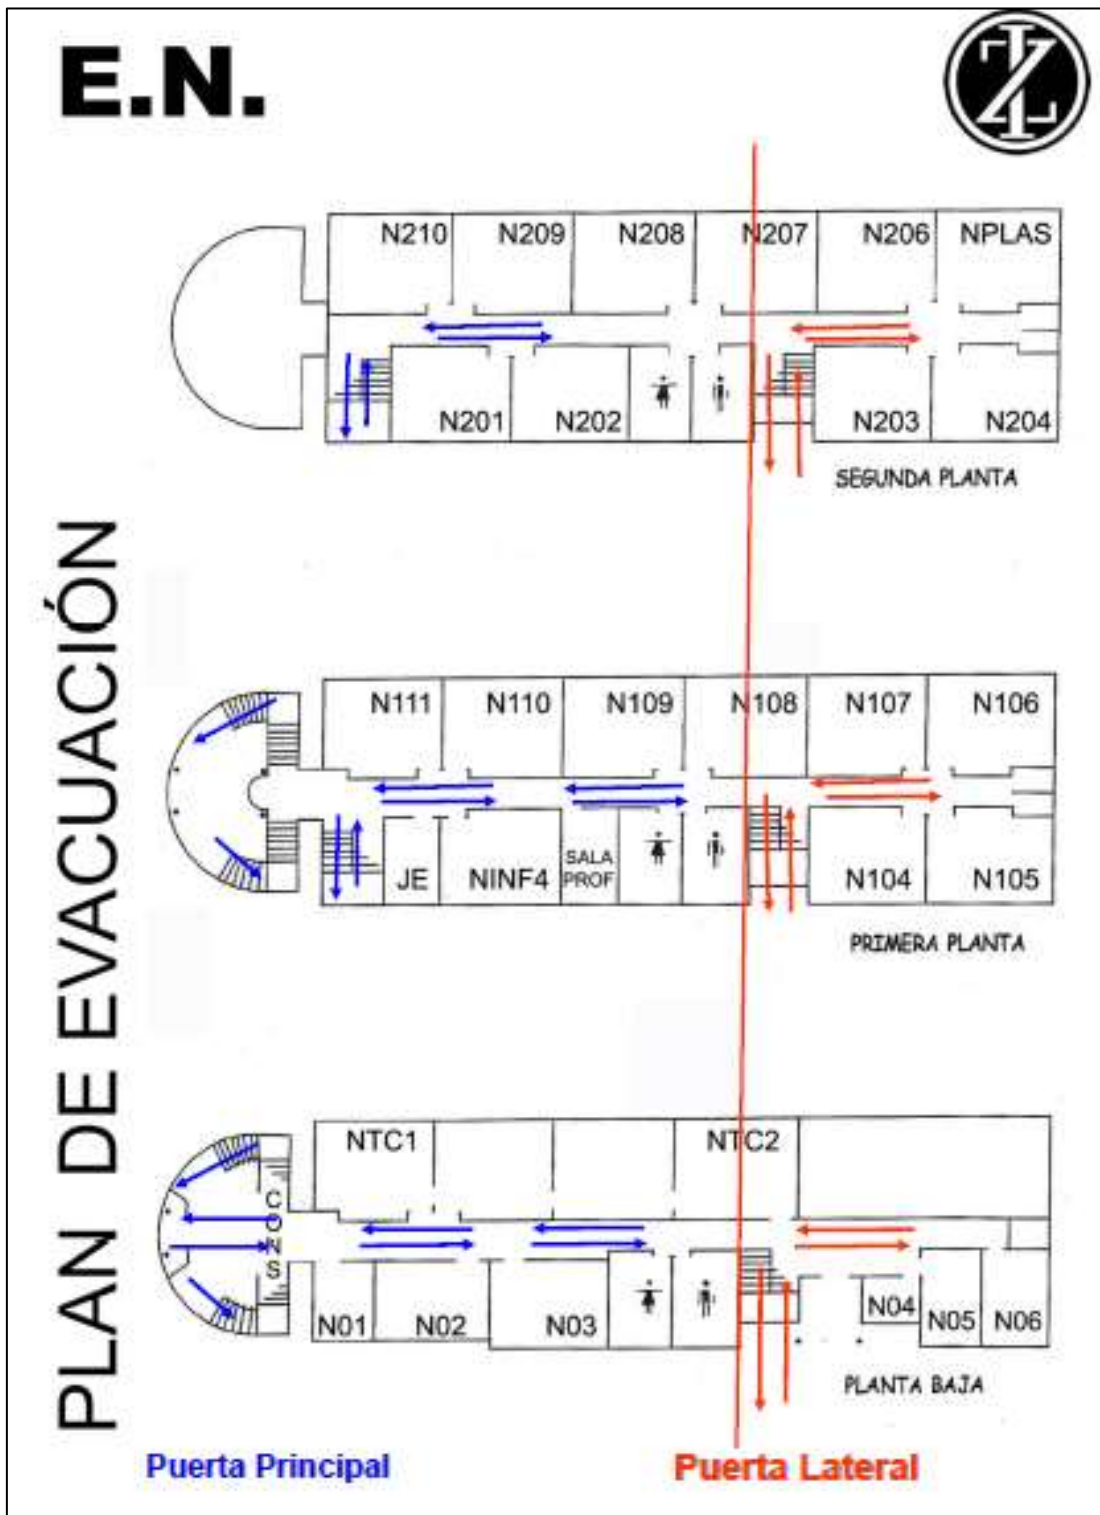 E.N.
N210 N209 N208 N207 N206 NPLAS
N201 N202 N203 N204
SEGUNDA PLANTA
PLAN DE EVACUACIÓN
N111 N110 N109 N108 N107 N106
JE NINF4 SALA PROF N104 N105
PRIMERA PLANTA
NTC1 NTC2
CONS
N01 N02 N03 N04 N05 N06
PLANTA BAJA
Puerta Principal Puerta Lateral